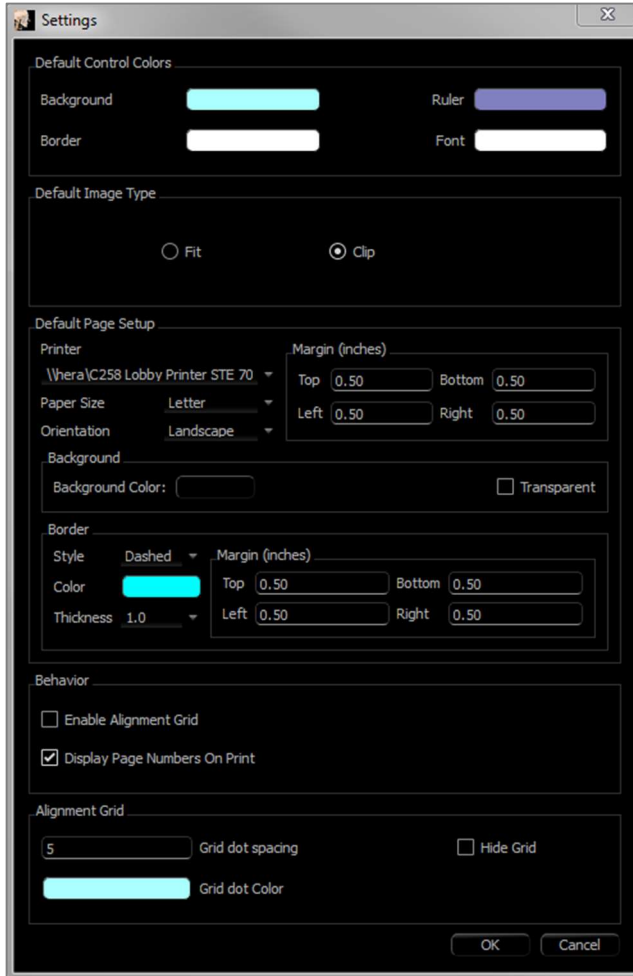 Settings
Default Control Colors
Background Ruler
Border Font
Default Image Type
Fit Clip
Default Page Setup
Printer Margin (inches)
\\hera\C258 Lobby Printer STE 70 Top 0.50 Bottom 0.50
Paper Size Letter
Left 0.50 Right 0.50
Orientation Landscape
Background
Background Color: Transparent
Border
Style Dashed Margin (inches)
Color Top 0.50 Bottom 0.50
Thickness 1.0 Left 0.50 Right 0.50
Behavior
Enable Alignment Grid
Display Page Numbers On Print
Alignment Grid
5 Grid dot spacing Hide Grid
Grid dot Color
OK Cancel